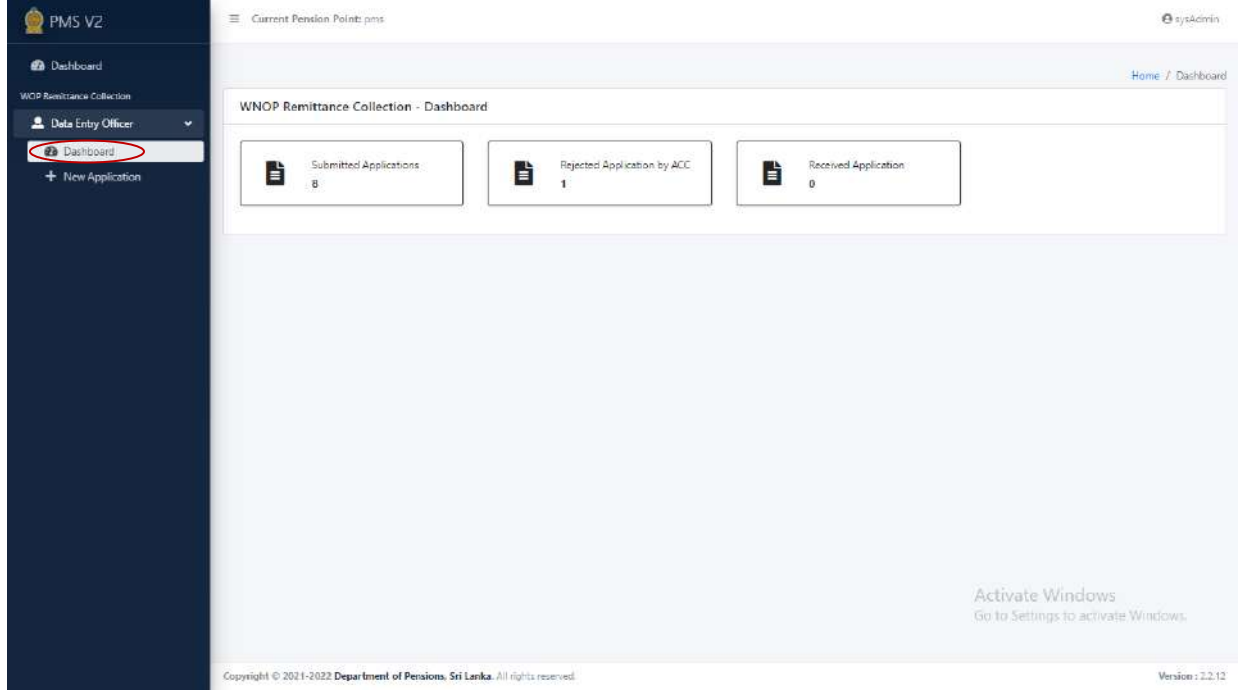 PMS V2
Current Pension Point: pms
sysAdmin
Dashboard
Home / Dashboard
WOP Remittance Collection
WNOP Remittance Collection - Dashboard
Data Entry Officer
Dashboard
New Application
Submitted Applications
8
Rejected Application by ACC
1
Received Application
0
Activate Windows
Go to Settings to activate Windows.
Copyright © 2021-2022 Department of Pensions, Sri Lanka. All rights reserved.
Version : 2.2.12